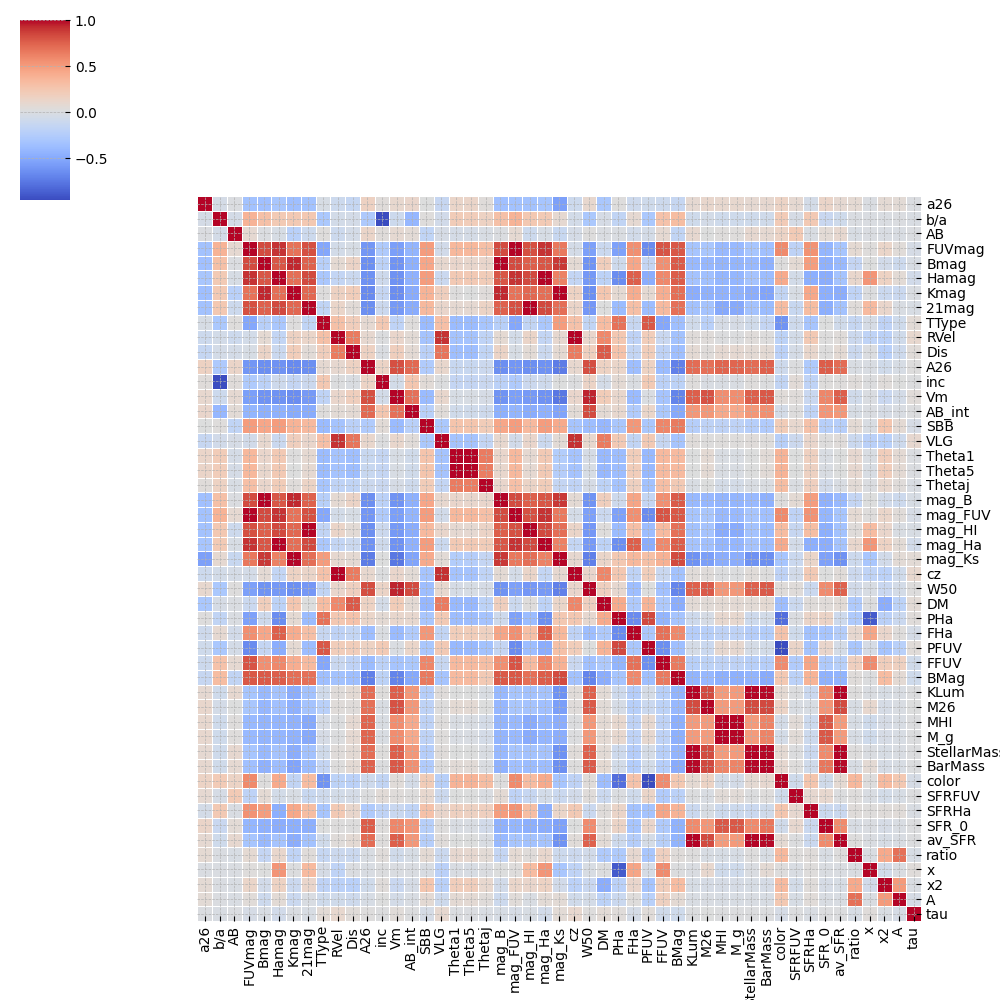 1.0
0.5
0.0
−0.5
a26
b/a
AB
FUVmag
Bmag
Hamag
Kmag
21mag
TType
RVel
Dis
A26
inc
Vm
AB_int
SBB
VLG
Theta1
Theta5
Thetaj
mag_B
mag_FUV
mag_HI
mag_Ha
mag_Ks
cz
W50
DM
PHa
FHa
PFUV
FFUV
BMag
KLum
M26
MHI
M_g
StellarMass
BarMass
color
SFRFUV
SFRHa
SFR_0
av_SFR
ratio
x
x2
A
tau
a26
b/a
AB
FUVmag
Bmag
Hamag
Kmag
21mag
TType
RVel
Dis
A26
inc
Vm
AB_int
SBB
VLG
Theta1
Theta5
Thetaj
mag_B
mag_FUV
mag_HI
mag_Ha
mag_Ks
cz
W50
DM
PHa
FHa
PFUV
FFUV
BMag
KLum
M26
MHI
M_g
StellarMass
BarMass
color
SFRFUV
SFRHa
SFR_0
av_SFR
ratio
x
x2
A
tau